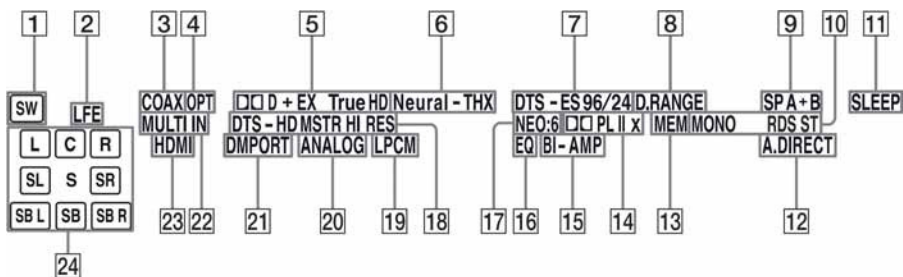 1 2 3 4 5 6 7 8 9 10 11
SW LFE COAX OPT D + EX True HD Neural - THX DTS - ES 96/24 D.RANGE SP A + B SLEEP
MULTI IN DTS - HD MSTR HI RES NEO:6 PL II x MEM MONO RDS ST
L C R HDMI DMPORT ANALOG LPCM EQ BI - AMP A.DIRECT
SL S SR
SB L SB SB R
24 23 22 21 20 19 18 17 16 15 14 13 12